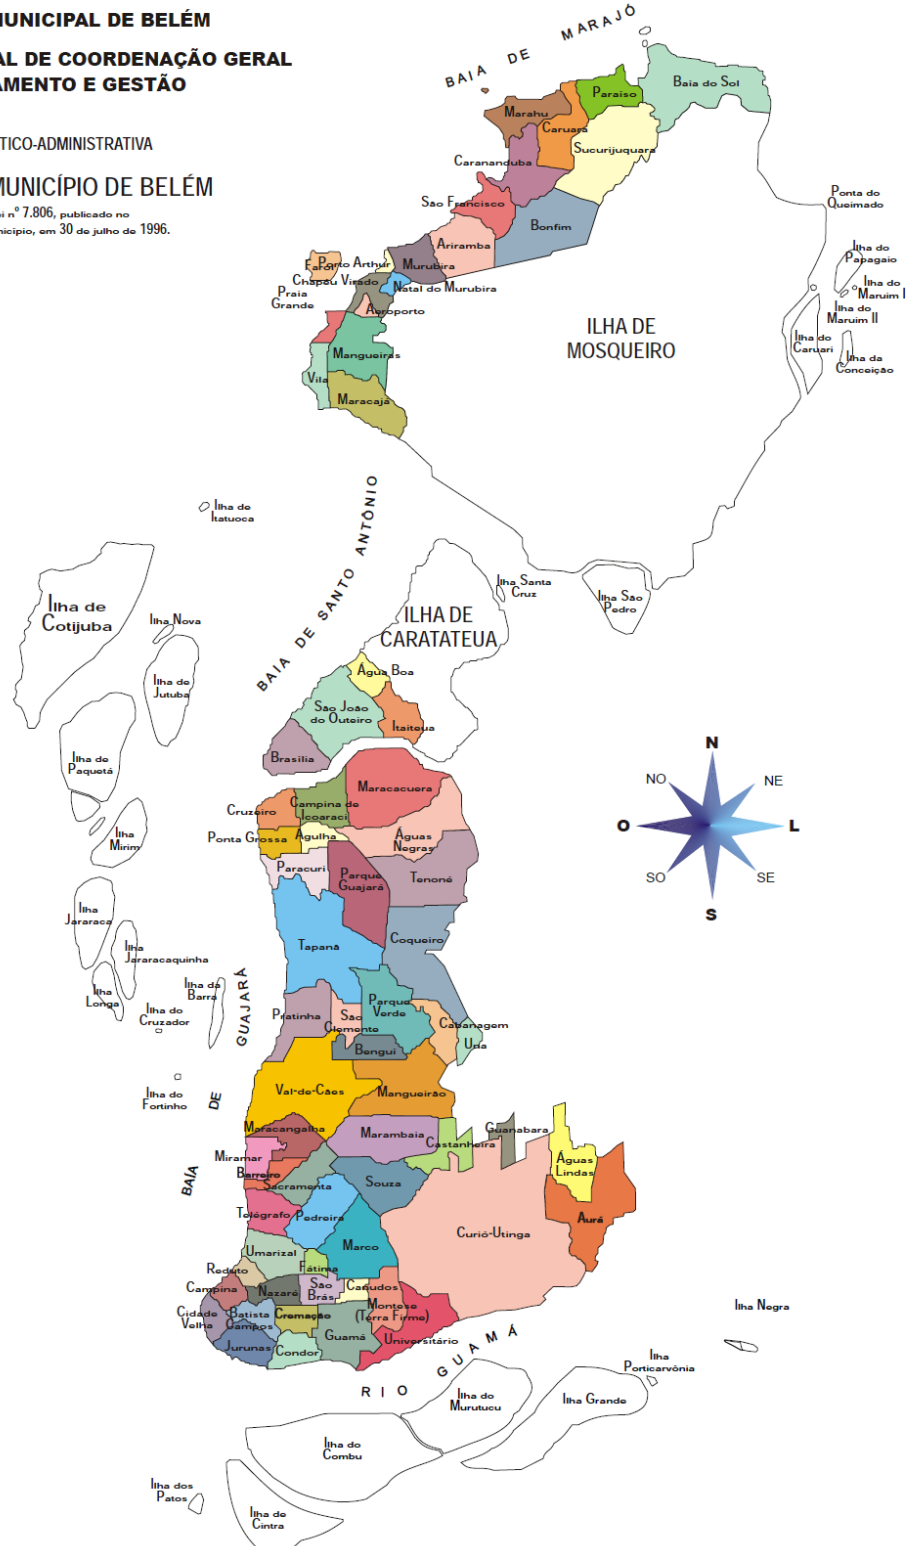 MUNICIPAL DE BELÉM
AL DE COORDENAÇÃO GERAL
AMENTO E GESTÃO
TICO-ADMINISTRATIVA
MUNICÍPIO DE BELÉM
ei nº 7.806, publicado no
nicípio, em 30 de julho de 1996.
BAIA DE MARAJÓ
Baia do Sol
Paraiso
Marahu
Caruara
Sucurijuquara
Carananduba
Ponta do
Queimado
São Francisco
Bonfim
Ariramba
Ilha do
Papagaio
Farol
Porto Arthur
Murubira
Chapéu Virado
Natal do Murubira
Ilha do
Maruim I
Praia
Grande
Aeroporto
Ilha do
Maruim II
ILHA DE
MOSQUEIRO
Ilha do
Caruari
Mangueiras
Ilha da
Conceição
Vila
Maracajá
Ilha de
Itatuoca
BAIA DE SANTO ANTÔNIO
Ilha Santa
Cruz
Ilha São
Pedro
Ilha de
Cotijuba
Ilha Nova
ILHA DE
CARATATEUA
Água Boa
Ilha de
Jutuba
São João
do Outeiro
Itaiteua
Brasilia
Ilha de
Paquetá
N
NO
NE
O
L
SO
SE
S
Maracacuera
Campina de
Icoaraci
Cruzeiro
Ponta Grossa
Agulha
Águas
Negras
Ilha
Mirim
Paracuri
Parque
Guajará
Tenoné
Ilha
Jararaca
Coqueiro
Tapanã
Ilha
Jararacaquinha
Ilha
Longa
Ilha da
Barra
Ilha do
Cruzador
BAÍA DE GUAJARÁ
Pratinha
São
Clemente
Parque
Verde
Cabanagem
Una
Bengui
Ilha do
Fortinho
Val-de-Cães
Mangueirão
Maracangalha
Marambaia
Castanheira
Guanabara
Miramar
Barreiro
Sacramenta
Souza
Águas
Lindas
Telégrafo
Pedreira
Aurá
Curió-Utinga
Marco
Umarizal
Fátima
Reduto
Campina
Nazaré
São
Brás
Canudos
Cidade
Velha
Batista
Campos
Cremação
Montese
(Terra Firme)
Guamá
Universitário
Jurunas
Condor
Ilha Negra
RIO GUAMÁ
Ilha
Porticarvônia
Ilha do
Murutucu
Ilha Grande
Ilha do
Combu
Ilha dos
Patos
Ilha de
Cintra